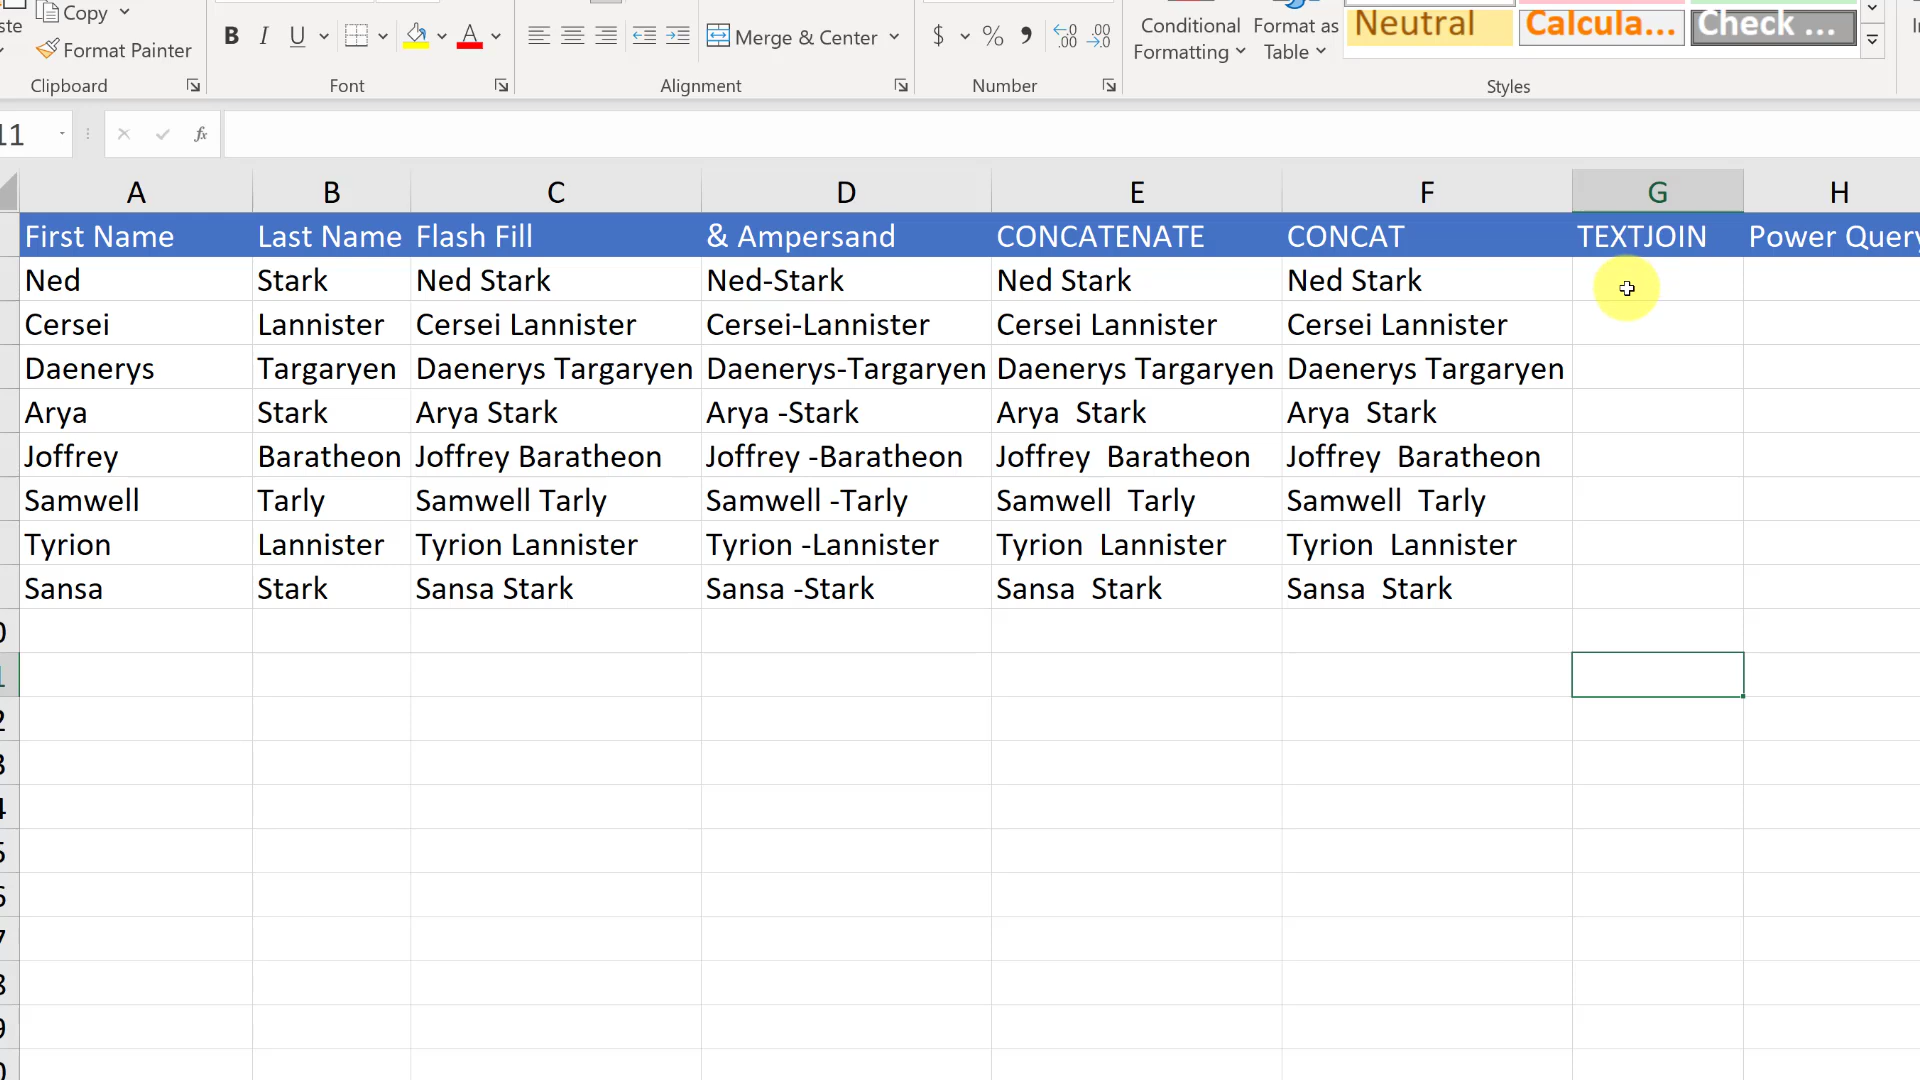 Copy
Format Painter
Clipboard
B I U
Font
Merge & Center
Alignment
$ % 9 .00 .00
Number
Conditional Formatting
Format as Table
Neutral Calcula... Check ...
Styles
11 fx
A B C D E F G H
First Name Last Name Flash Fill & Ampersand CONCATENATE CONCAT TEXTJOIN Power Query
Ned Stark Ned Stark Ned-Stark Ned Stark Ned Stark
Cersei Lannister Cersei Lannister Cersei-Lannister Cersei Lannister Cersei Lannister
Daenerys Targaryen Daenerys Targaryen Daenerys-Targaryen Daenerys Targaryen Daenerys Targaryen
Arya Stark Arya Stark Arya -Stark Arya  Stark Arya  Stark
Joffrey Baratheon Joffrey Baratheon Joffrey -Baratheon Joffrey  Baratheon Joffrey  Baratheon
Samwell Tarly Samwell Tarly Samwell -Tarly Samwell  Tarly Samwell  Tarly
Tyrion Lannister Tyrion Lannister Tyrion -Lannister Tyrion  Lannister Tyrion  Lannister
Sansa Stark Sansa Stark Sansa -Stark Sansa  Stark Sansa  Stark